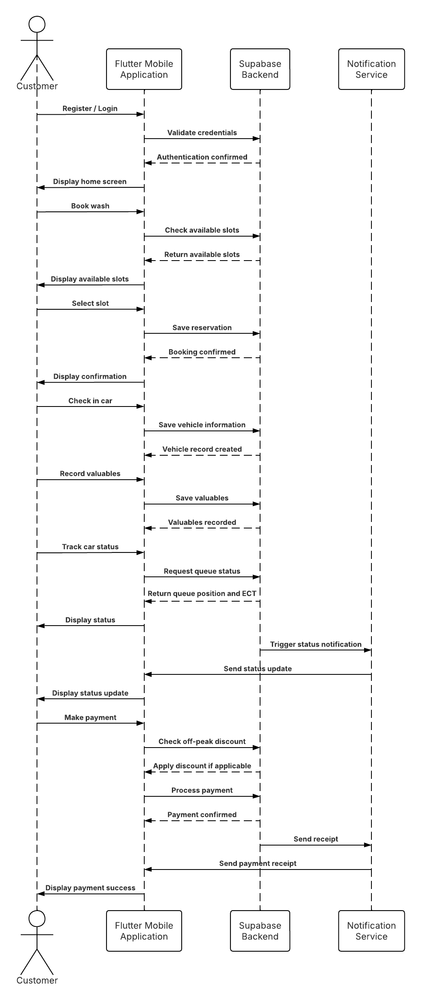 Customer
Flutter Mobile
Application
Supabase
Backend
Notification
Service
Register / Login
Validate credentials
Authentication confirmed
Display home screen
Book wash
Check available slots
Return available slots
Display available slots
Select slot
Save reservation
Booking confirmed
Display confirmation
Check in car
Save vehicle information
Vehicle record created
Record valuables
Save valuables
Valuables recorded
Track car status
Request queue status
Return queue position and ECT
Display status
Trigger status notification
Send status update
Display status update
Make payment
Check off-peak discount
Apply discount if applicable
Process payment
Payment confirmed
Send receipt
Send payment receipt
Display payment success
Flutter Mobile
Application
Supabase
Backend
Notification
Service
Customer